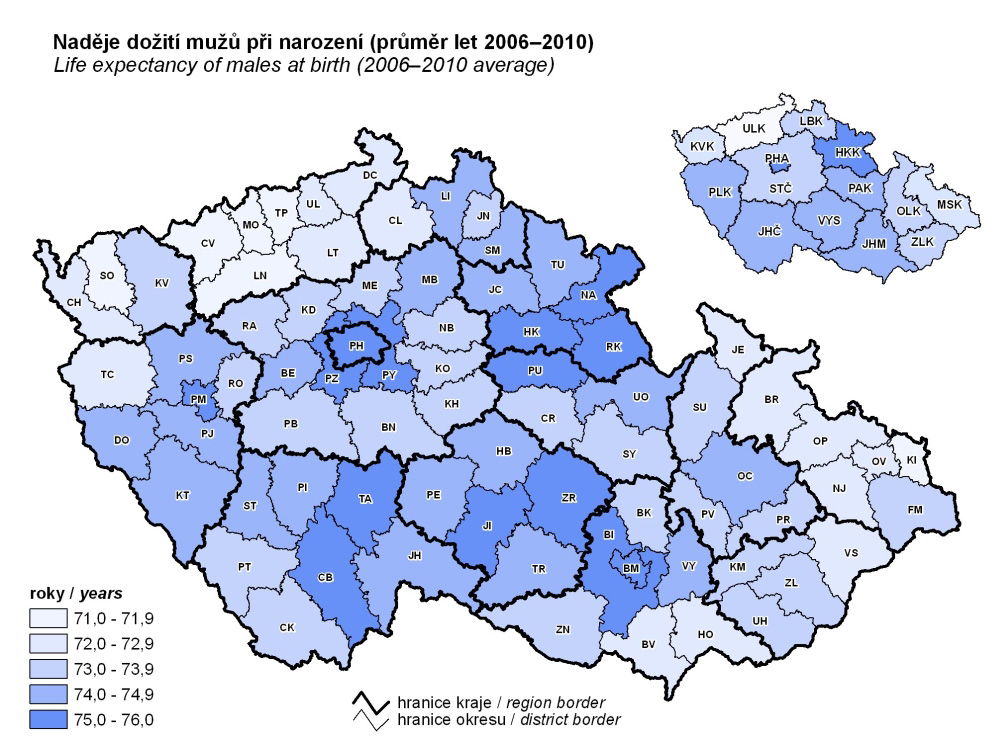 Naděje dožití mužů při narození (průměr let 2006–2010)
Life expectancy of males at birth (2006–2010 average)
ULK
LBK
KVK
PHA
HKK
PLK
STČ
PAK
MSK
JHČ
VYS
OLK
JHM
ZLK
DC
LI
UL
TP
MO
CL
JN
CV
LT
SM
TU
LN
SO
KV
CH
ME
MB
JC
NA
KD
RA
NB
HK
RK
PH
JE
PS
TC
RO
BE
PZ
PY
KO
PU
PM
BR
UO
KH
SU
CR
PB
BN
DO
PJ
OP
HB
SY
OV
KI
OC
NJ
KT
PI
TA
PE
ZR
ST
BK
PV
PR
FM
JI
BI
VS
JH
PT
CB
TR
BM
VY
KM
ZL
UH
CK
ZN
BV
HO
roky / years
71,0 - 71,9
72,0 - 72,9
73,0 - 73,9
74,0 - 74,9
75,0 - 76,0
hranice kraje / region border
hranice okresu / district border